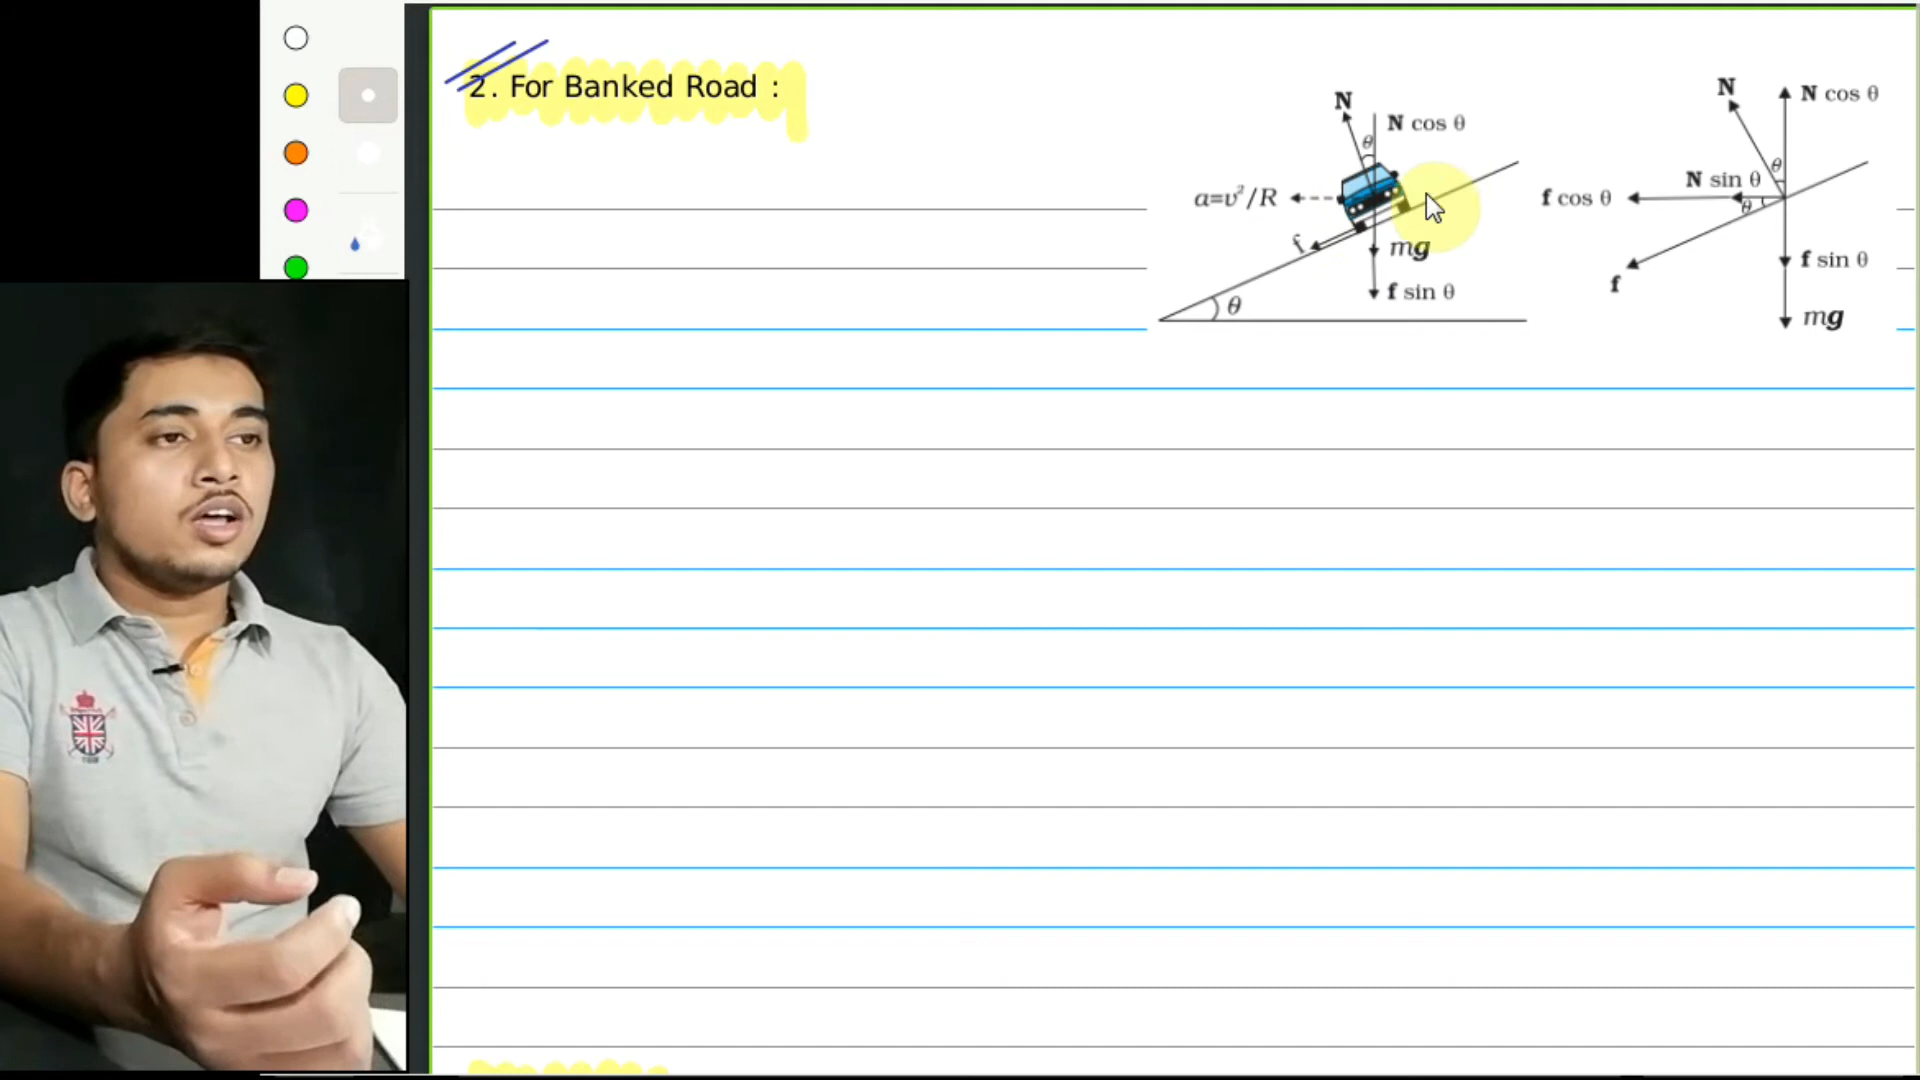 2. For Banked Road :
N
N cos θ
θ
a=v²/R
f
mg
f sin θ
θ
N
N cos θ
θ
N sin θ
f cos θ
θ
f sin θ
f
mg